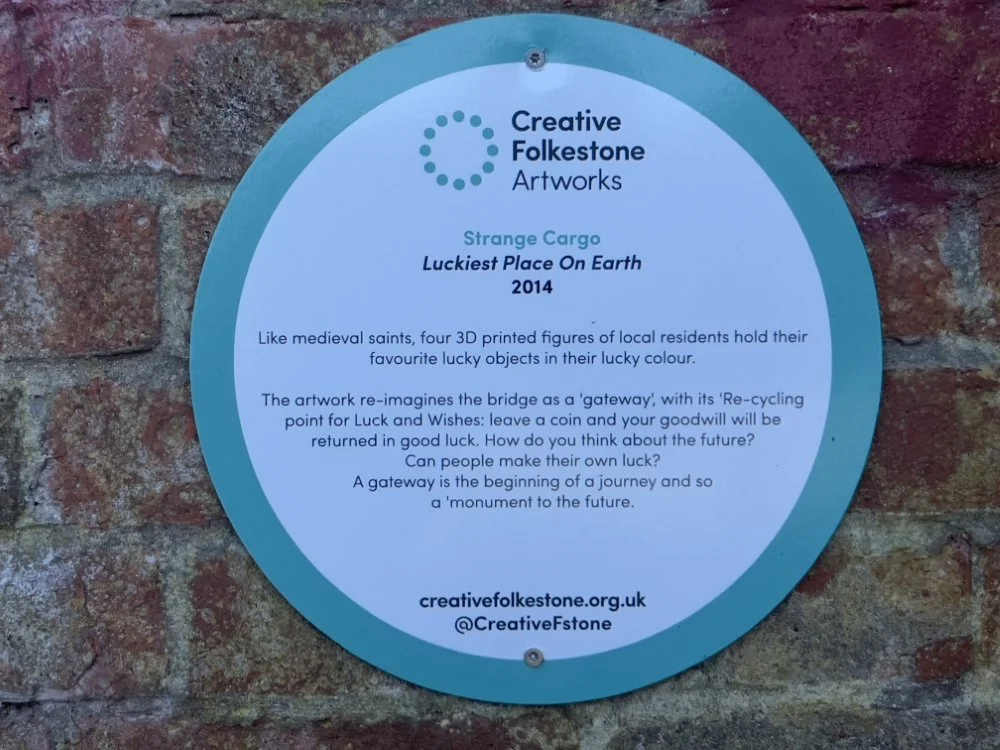 Creative
Folkestone
Artworks
Strange Cargo
Luckiest Place On Earth
2014
Like medieval saints, four 3D printed figures of local residents hold their
favourite lucky objects in their lucky colour.
The artwork re-imagines the bridge as a 'gateway', with its 'Re-cycling
point for Luck and Wishes: leave a coin and your goodwill will be
returned in good luck. How do you think about the future?
Can people make their own luck?
A gateway is the beginning of a journey and so
a 'monument to the future.
creativefolkestone.org.uk
@CreativeFstone